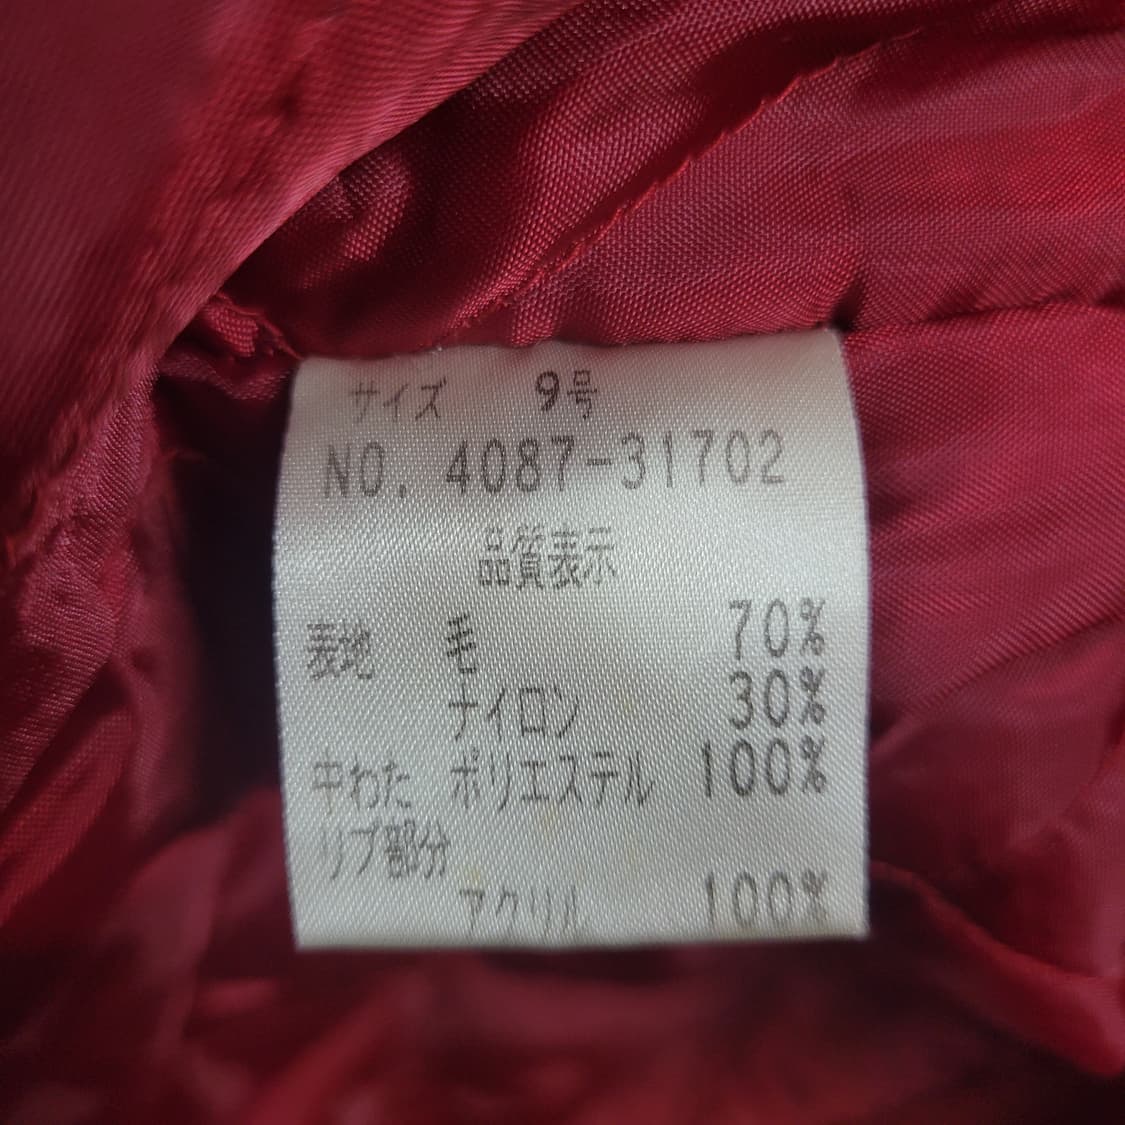 サイズ 9号
NO. 4087-31702
品質表示
表地 毛 70%
ナイロン 30%
中わた ポリエステル 100%
リブ部分
アクリル 100%